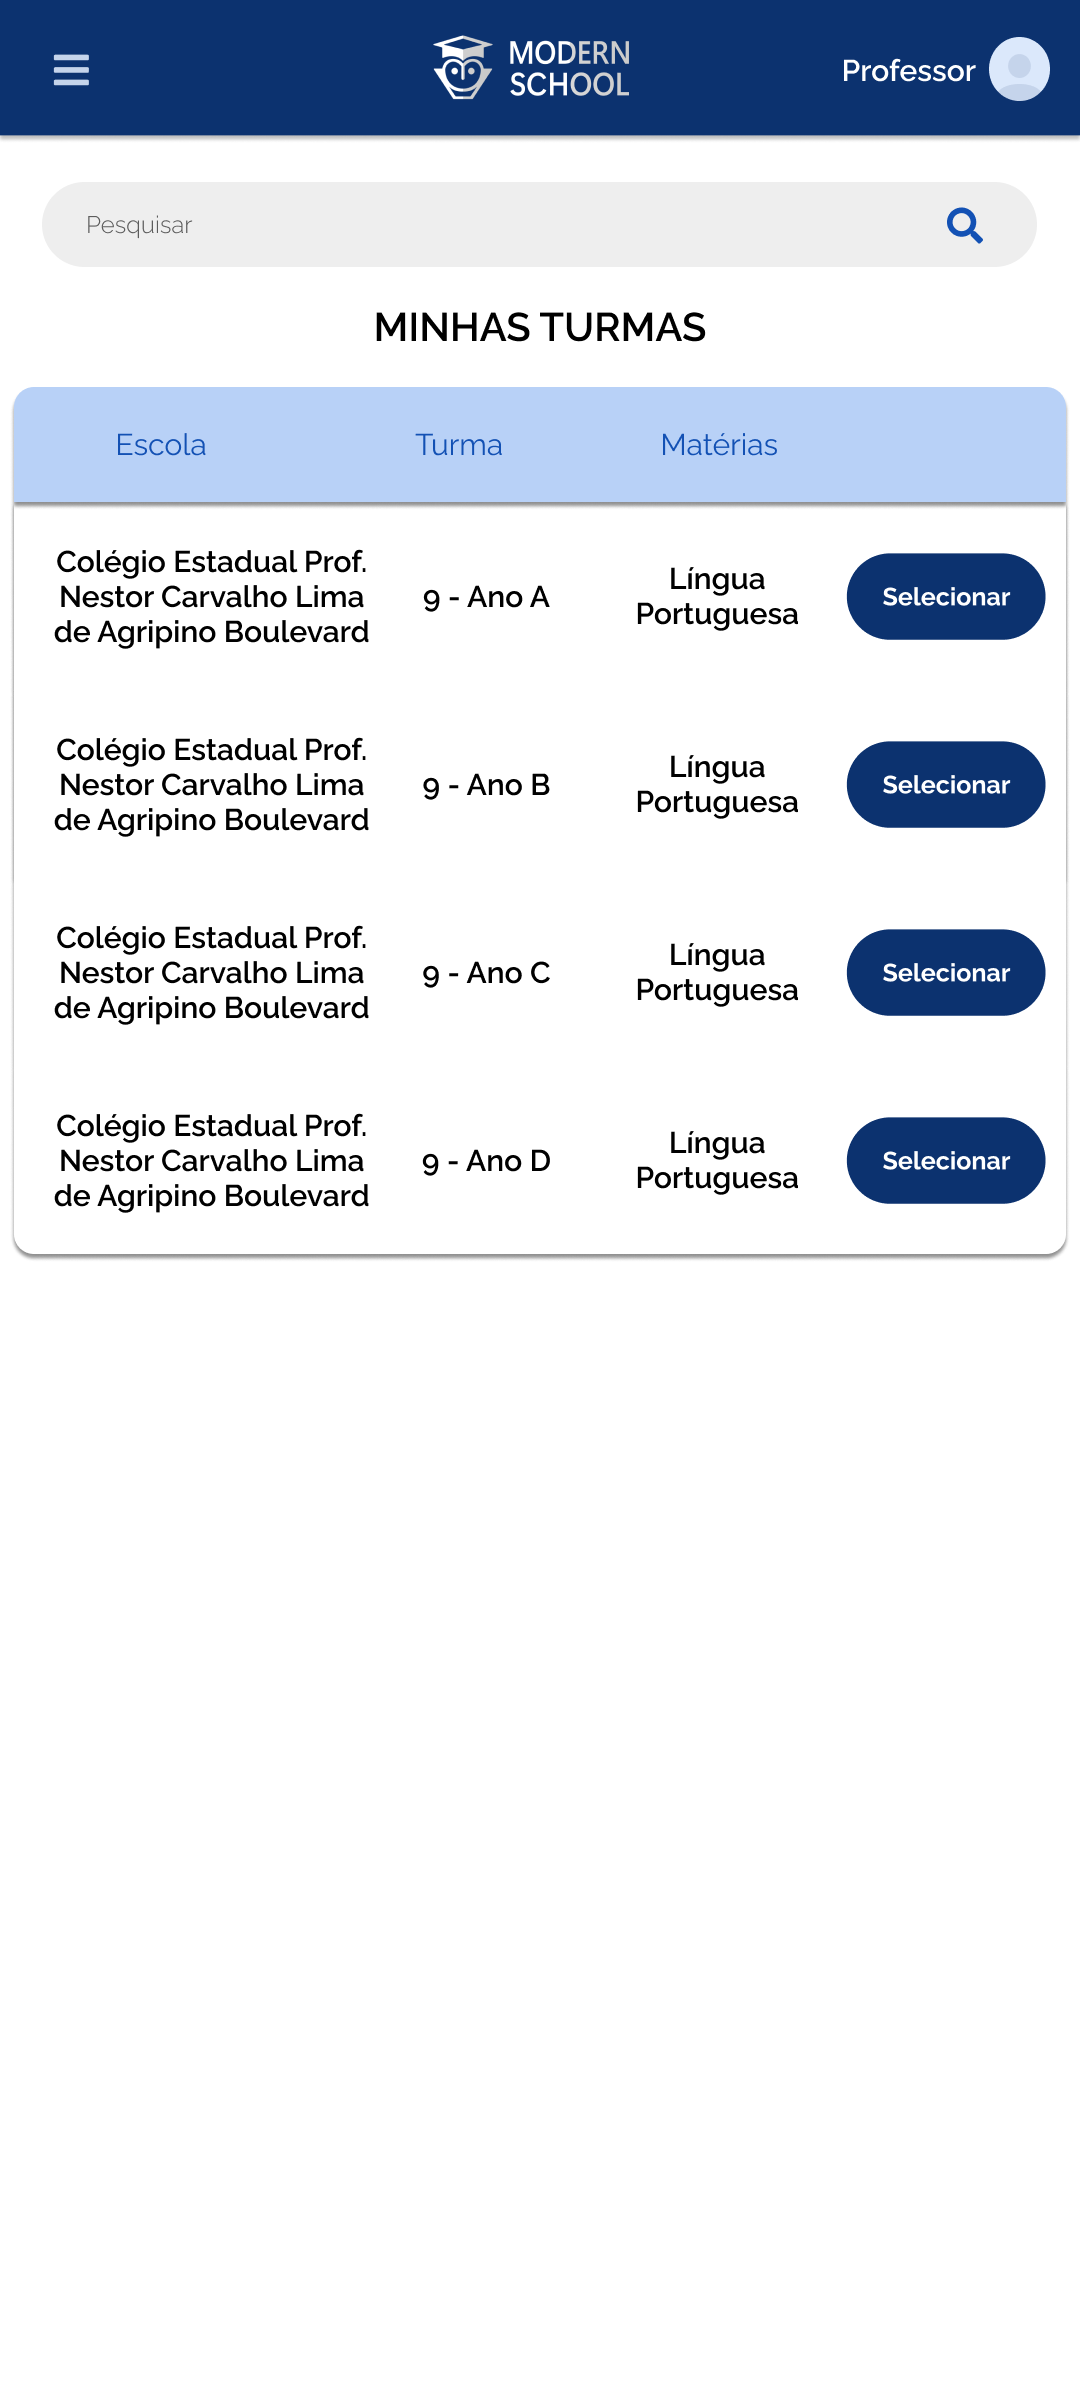 MODERN
SCHOOL
Professor
Pesquisar
MINHAS TURMAS
Escola Turma Matérias
Colégio Estadual Prof.
Nestor Carvalho Lima
de Agripino Boulevard
9 - Ano A
Língua
Portuguesa
Selecionar
Colégio Estadual Prof.
Nestor Carvalho Lima
de Agripino Boulevard
9 - Ano B
Língua
Portuguesa
Selecionar
Colégio Estadual Prof.
Nestor Carvalho Lima
de Agripino Boulevard
9 - Ano C
Língua
Portuguesa
Selecionar
Colégio Estadual Prof.
Nestor Carvalho Lima
de Agripino Boulevard
9 - Ano D
Língua
Portuguesa
Selecionar